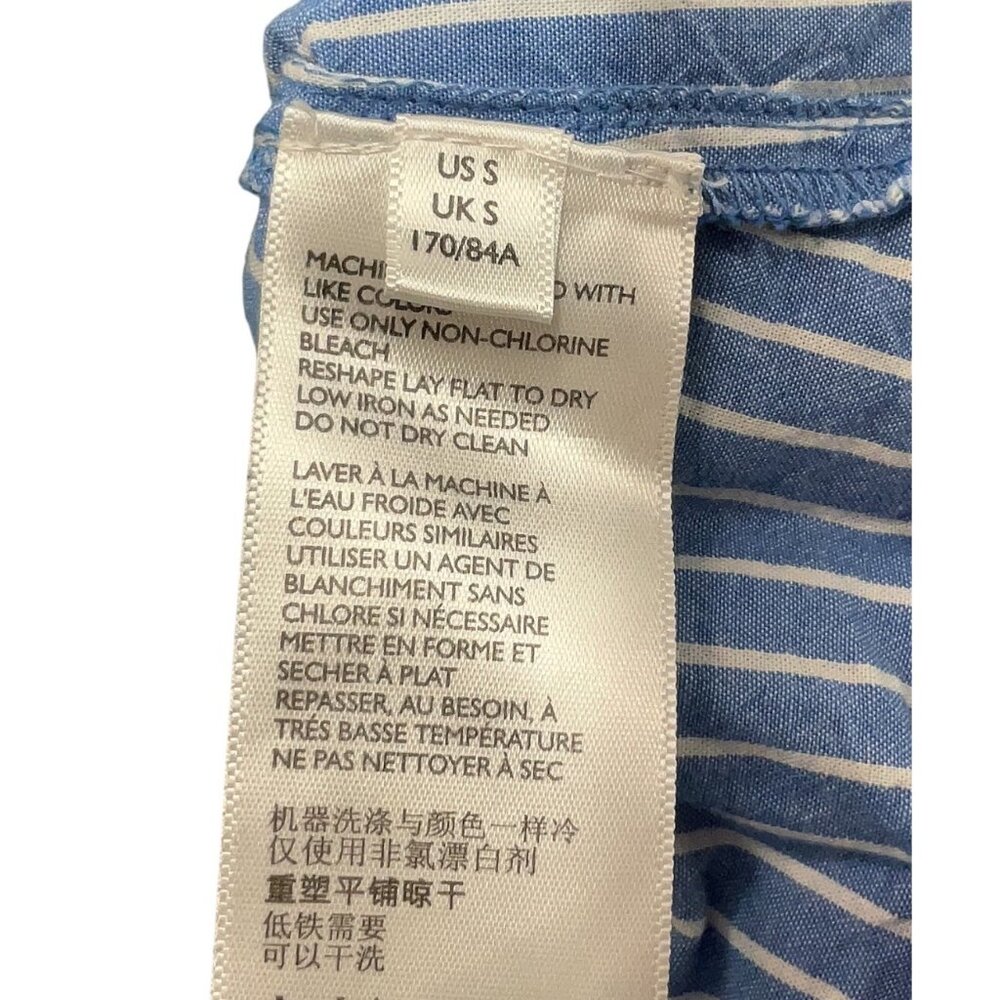 US S
UK S
170/84A
WITH
LIKE COLORS
USE ONLY NON-CHLORINE
BLEACH
RESHAPE LAY FLAT TO DRY
LOW IRON AS NEEDED
DO NOT DRY CLEAN
LAVER À LA MACHINE À
L'EAU FROIDE AVEC
COULEURS SIMILAIRES
UTILISER UN AGENT DE
BLANCHIMENT SANS
CHLORE SI NÉCESSAIRE
METTRE EN FORME ET
SECHER À PLAT
REPASSER, AU BESOIN, À
TRÉS BASSE TEMPÉRATURE
NE PAS NETTOYER À SEC
机器洗涤与颜色一样冷
仅使用非氯漂白剂
重塑平铺晾干
低铁需要
可以干洗